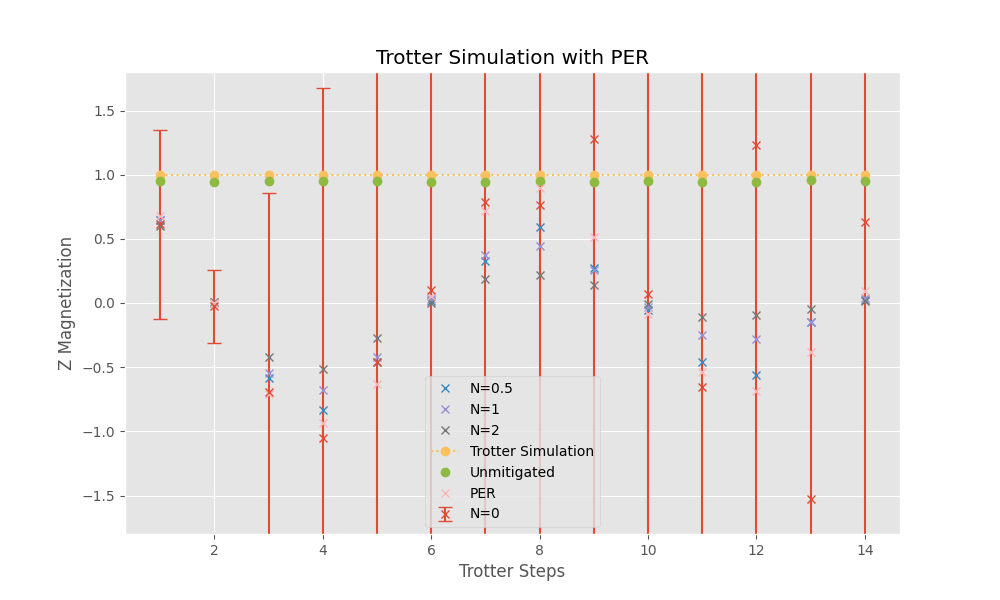 Trotter Simulation with PER
Z Magnetization
1.5
1.0
0.5
0.0
−0.5
−1.0
−1.5
N=0.5
N=1
N=2
Trotter Simulation
Unmitigated
PER
N=0
2
4
6
8
10
12
14
Trotter Steps